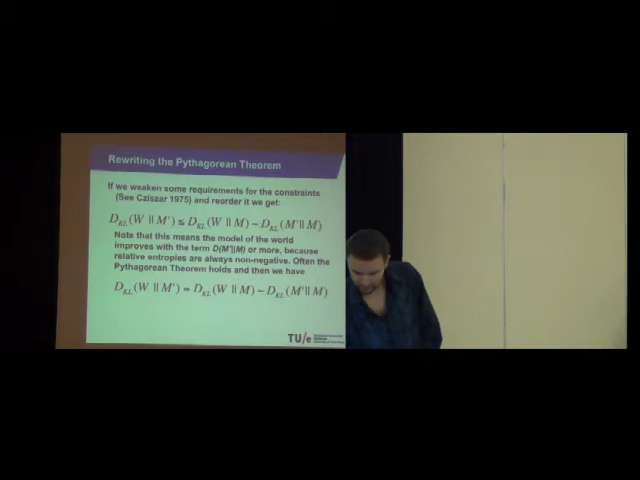 Rewriting the Pythagorean Theorem
If we weaken some requirements for the constraints
(See Cziszar 1975) and reorder it we get:
D_KL(W || M') ≤ D_KL(W || M) − D_KL(M' || M)
Note that this means the model of the world
improves with the term D(M'||M) or more, because
relative entropies are always non-negative. Often the
Pythagorean Theorem holds and then we have
D_KL(W || M') = D_KL(W || M) − D_KL(M' || M)
TU/e